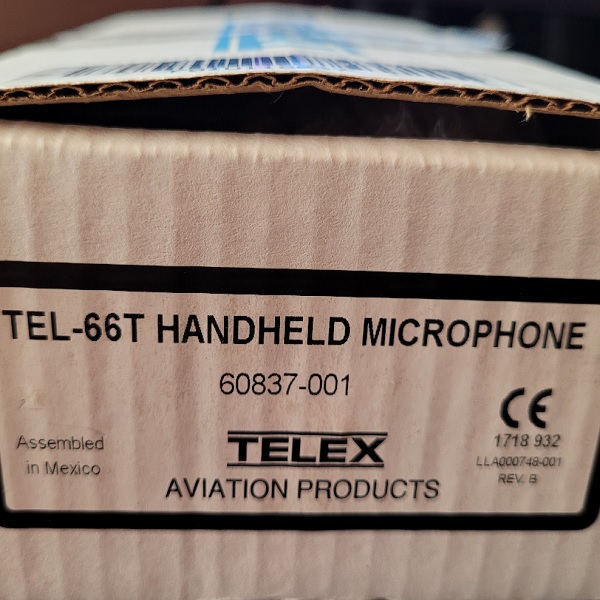 TEL-66T HANDHELD MICROPHONE
60837-001
CE
Assembled
in Mexico
TELEX
AVIATION PRODUCTS
1718 932
LLA000748-001
REV. B